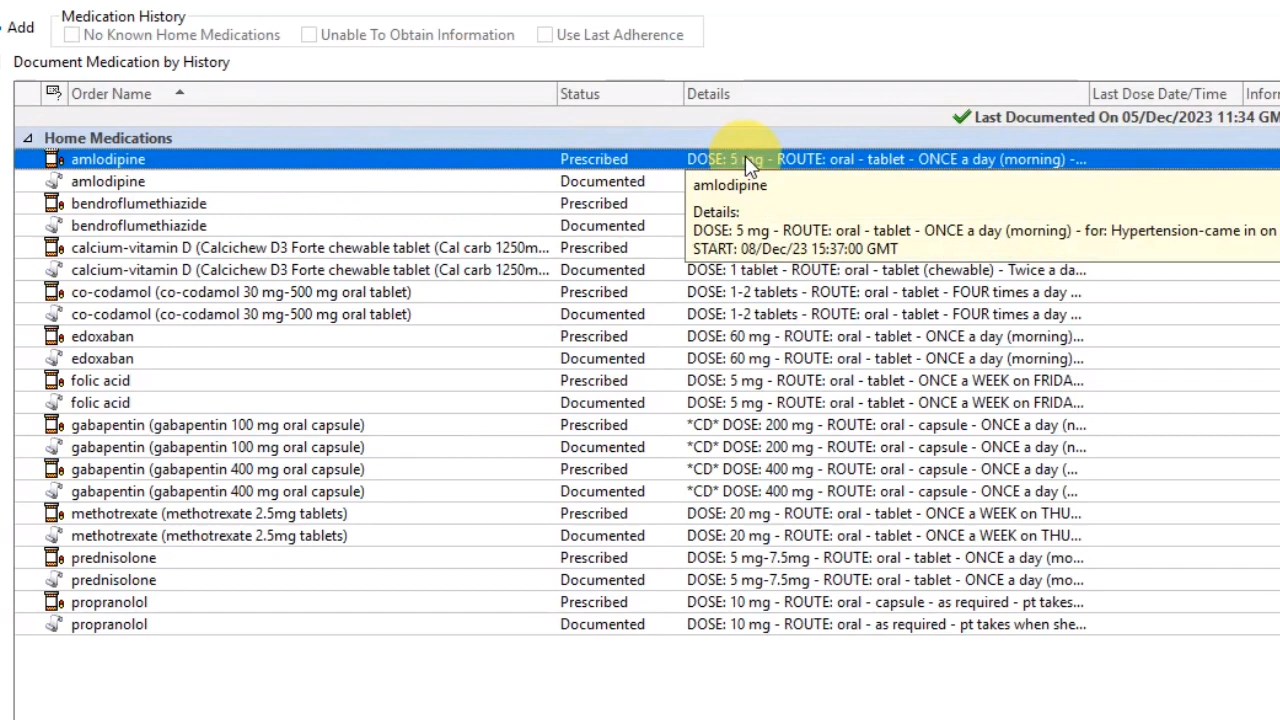 Add
Medication History
No Known Home Medications Unable To Obtain Information Use Last Adherence
Document Medication by History
Order Name Status Details Last Dose Date/Time
Last Documented On 05/Dec/2023 11:34
Home Medications
amlodipine Prescribed DOSE: 5 mg - ROUTE: oral - tablet - ONCE a day (morning) -...
amlodipine Documented
amlodipine
bendroflumethiazide Prescribed
Details:
bendroflumethiazide Documented
DOSE: 5 mg - ROUTE: oral - tablet - ONCE a day (morning) - for: Hypertension-came in on
calcium-vitamin D (Calcichew D3 Forte chewable tablet (Cal carb 1250m... Prescribed
START: 08/Dec/23 15:37:00 GMT
calcium-vitamin D (Calcichew D3 Forte chewable tablet (Cal carb 1250m... Documented DOSE: 1 tablet - ROUTE: oral - tablet (chewable) - Twice a da...
co-codamol (co-codamol 30 mg-500 mg oral tablet) Prescribed DOSE: 1-2 tablets - ROUTE: oral - tablet - FOUR times a day ...
co-codamol (co-codamol 30 mg-500 mg oral tablet) Documented DOSE: 1-2 tablets - ROUTE: oral - tablet - FOUR times a day ...
edoxaban Prescribed DOSE: 60 mg - ROUTE: oral - tablet - ONCE a day (morning)...
edoxaban Documented DOSE: 60 mg - ROUTE: oral - tablet - ONCE a day (morning)...
folic acid Prescribed DOSE: 5 mg - ROUTE: oral - tablet - ONCE a WEEK on FRIDA...
folic acid Documented DOSE: 5 mg - ROUTE: oral - tablet - ONCE a WEEK on FRIDA...
gabapentin (gabapentin 100 mg oral capsule) Prescribed *CD* DOSE: 200 mg - ROUTE: oral - capsule - ONCE a day (n...
gabapentin (gabapentin 100 mg oral capsule) Documented *CD* DOSE: 200 mg - ROUTE: oral - capsule - ONCE a day (n...
gabapentin (gabapentin 400 mg oral capsule) Prescribed *CD* DOSE: 400 mg - ROUTE: oral - capsule - ONCE a day (...
gabapentin (gabapentin 400 mg oral capsule) Documented *CD* DOSE: 400 mg - ROUTE: oral - capsule - ONCE a day (...
methotrexate (methotrexate 2.5mg tablets) Prescribed DOSE: 20 mg - ROUTE: oral - tablet - ONCE a WEEK on THU...
methotrexate (methotrexate 2.5mg tablets) Documented DOSE: 20 mg - ROUTE: oral - tablet - ONCE a WEEK on THU...
prednisolone Prescribed DOSE: 5 mg-7.5mg - ROUTE: oral - tablet - ONCE a day (mo...
prednisolone Documented DOSE: 5 mg-7.5mg - ROUTE: oral - tablet - ONCE a day (mo...
propranolol Prescribed DOSE: 10 mg - ROUTE: oral - capsule - as required - pt takes...
propranolol Documented DOSE: 10 mg - ROUTE: oral - as required - pt takes when she...